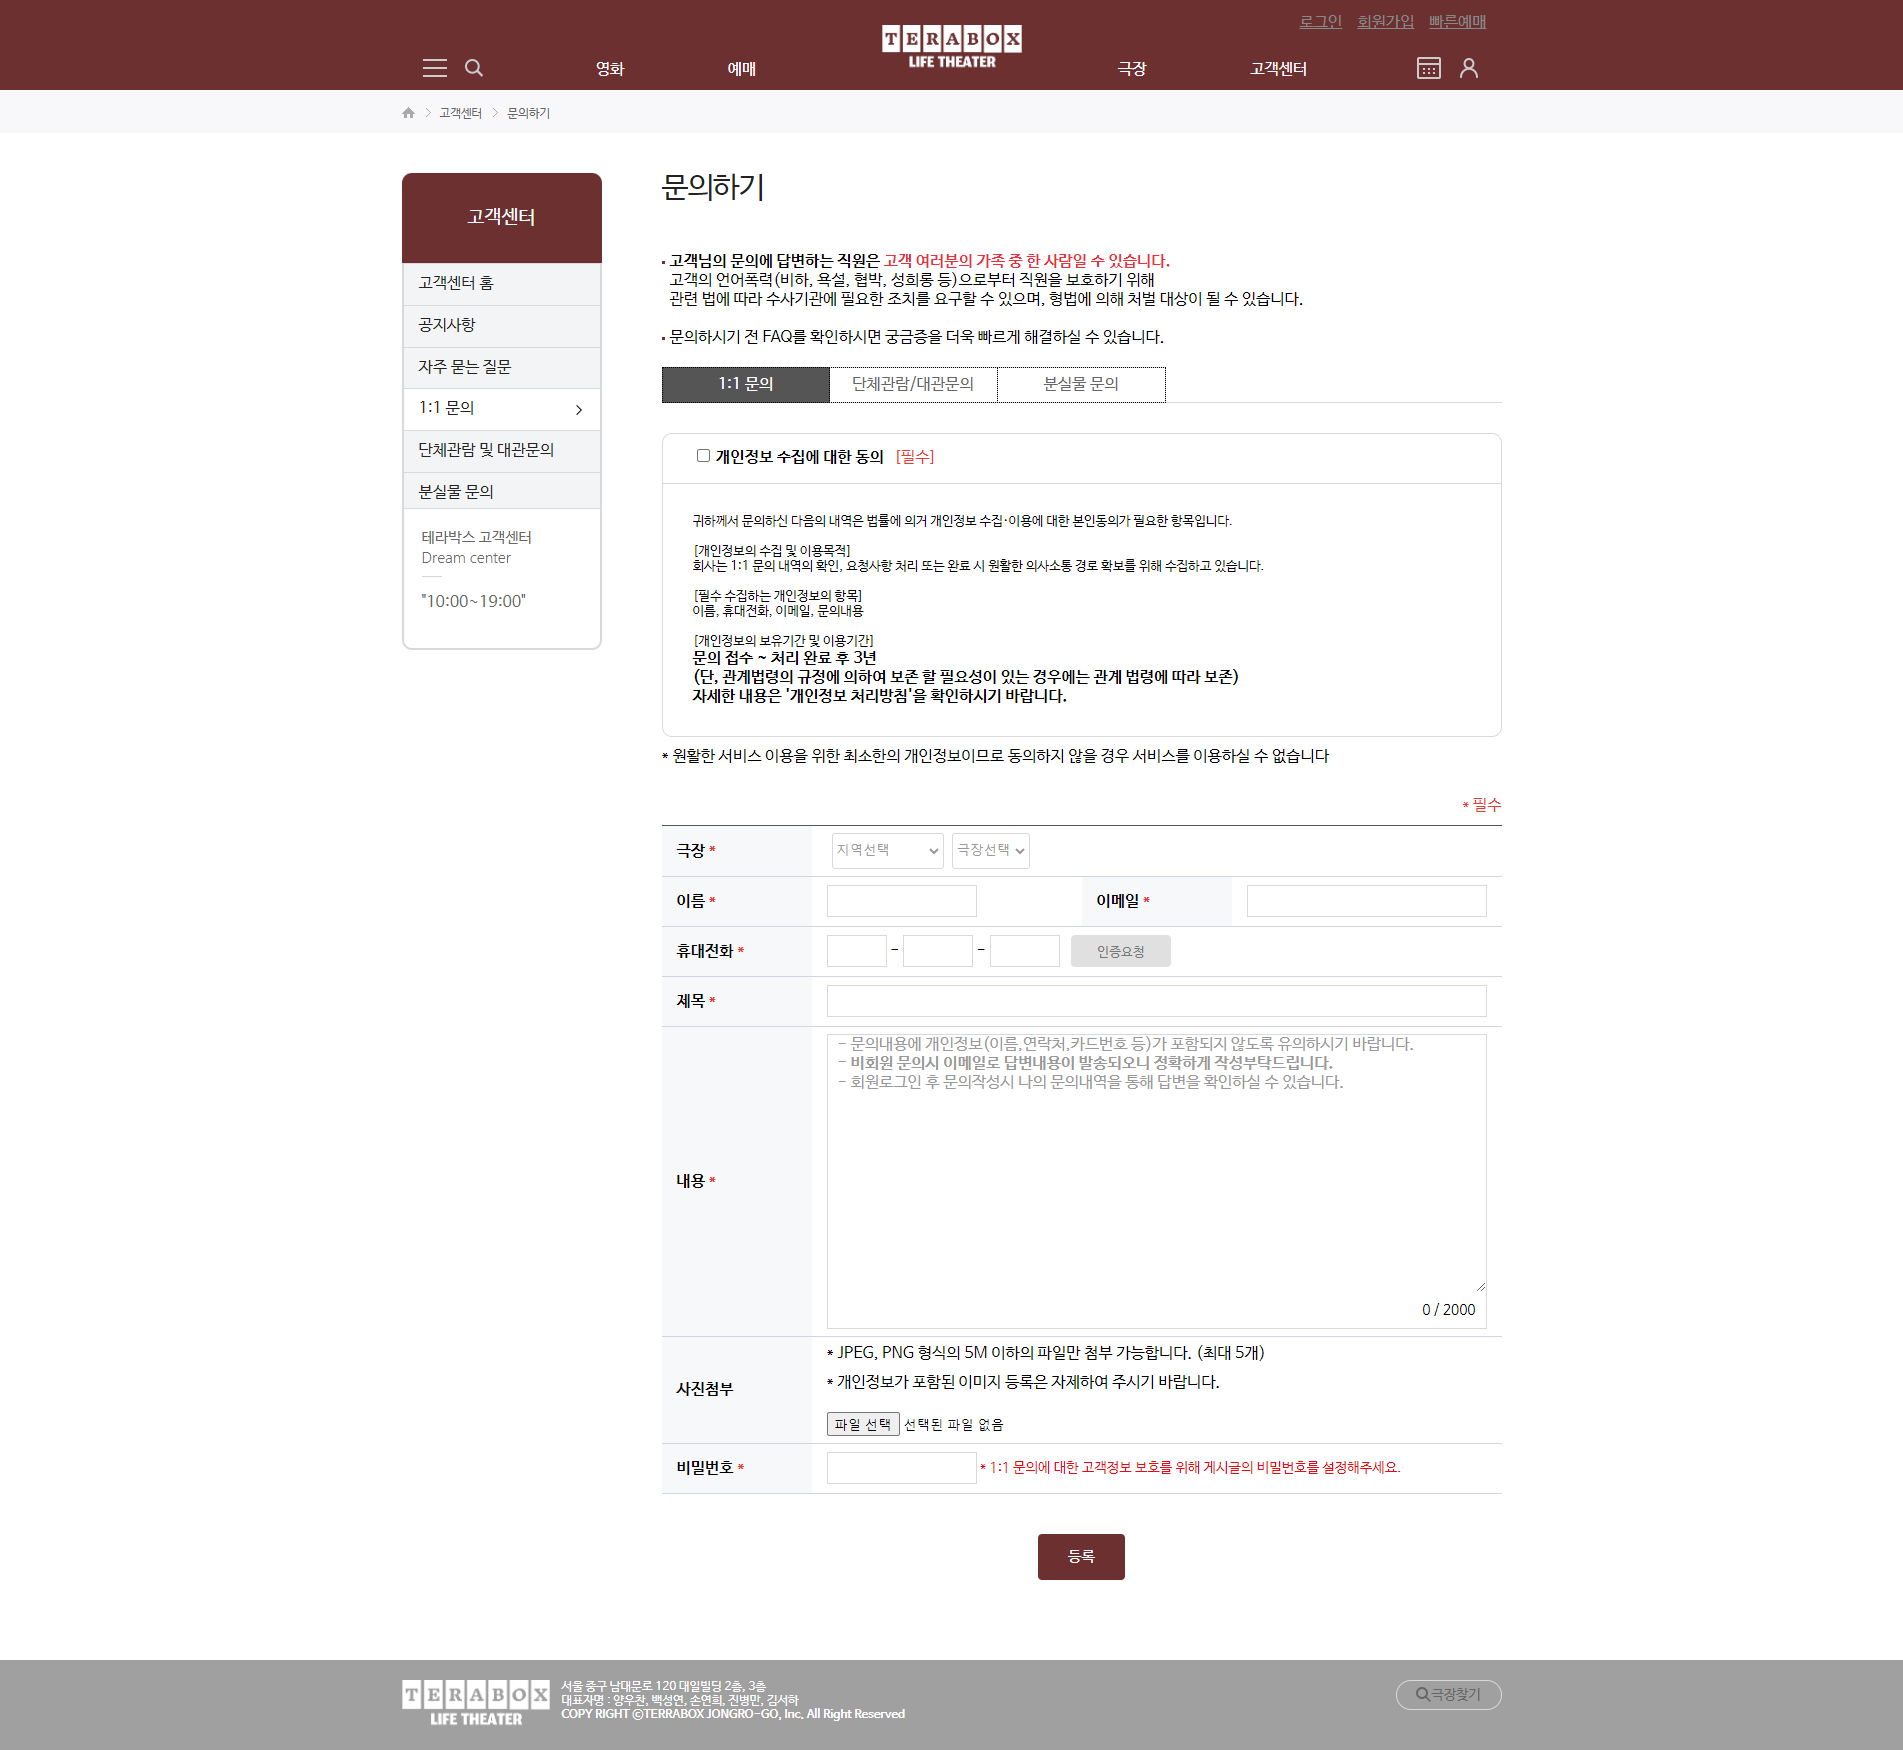 로그인 회원가입 빠른예매
TERABOX
LIFE THEATER
영화 예매 극장 고객센터
고객센터 문의하기
고객센터
고객센터 홈
공지사항
자주 묻는 질문
1:1 문의
단체관람 및 대관문의
분실물 문의
테라박스 고객센터
Dream center
"10:00~19:00"
문의하기
고객님의 문의에 답변하는 직원은 고객 여러분의 가족 중 한 사람일 수 있습니다.
고객의 언어폭력(비하, 욕설, 협박, 성희롱 등)으로부터 직원을 보호하기 위해
관련 법에 따라 수사기관에 필요한 조치를 요구할 수 있으며, 형법에 의해 처벌 대상이 될 수 있습니다.
문의하시기 전 FAQ를 확인하시면 궁금증을 더욱 빠르게 해결하실 수 있습니다.
1:1 문의 단체관람/대관문의 분실물 문의
개인정보 수집에 대한 동의 [필수]
귀하께서 문의하신 다음의 내역은 법률에 의거 개인정보 수집·이용에 대한 본인동의가 필요한 항목입니다.
[개인정보의 수집 및 이용목적]
회사는 1:1 문의 내역의 확인, 요청사항 처리 또는 완료 시 원활한 의사소통 경로 확보를 위해 수집하고 있습니다.
[필수 수집하는 개인정보의 항목]
이름, 휴대전화, 이메일, 문의내용
[개인정보의 보유기간 및 이용기간]
문의 접수 ~ 처리 완료 후 3년
(단, 관계법령의 규정에 의하여 보존 할 필요성이 있는 경우에는 관계 법령에 따라 보존)
자세한 내용은 '개인정보 처리방침'을 확인하시기 바랍니다.
* 원활한 서비스 이용을 위한 최소한의 개인정보이므로 동의하지 않을 경우 서비스를 이용하실 수 없습니다
* 필수
극장 * 지역선택 극장선택
이름 * 이메일 *
휴대전화 * - - 인증요청
제목 *
내용 *
- 문의내용에 개인정보(이름,연락처,카드번호 등)가 포함되지 않도록 유의하시기 바랍니다.
- 비회원 문의시 이메일로 답변내용이 발송되오니 정확하게 작성부탁드립니다.
- 회원로그인 후 문의작성시 나의 문의내역을 통해 답변을 확인하실 수 있습니다.
0 / 2000
사진첨부
* JPEG, PNG 형식의 5M 이하의 파일만 첨부 가능합니다. (최대 5개)
* 개인정보가 포함된 이미지 등록은 자제하여 주시기 바랍니다.
파일 선택 선택된 파일 없음
비밀번호 * * 1:1 문의에 대한 고객정보 보호를 위해 게시글의 비밀번호를 설정해주세요.
등록
TERABOX
LIFE THEATER
서울 중구 남대문로 120 대일빌딩 2층, 3층
대표자명 : 양우찬, 백성연, 손연희, 진병만, 김서하
COPY RIGHT ©TERRABOX JONGRO-GO, Inc, All Right Reserved
극장찾기